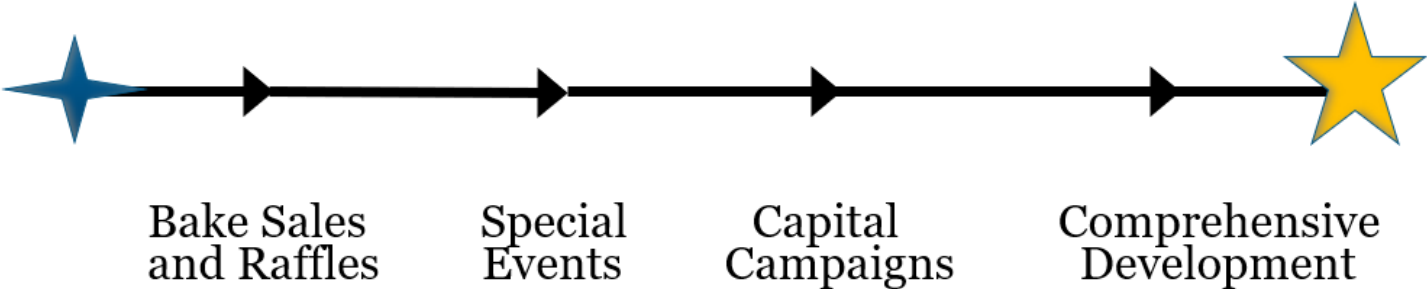 Bake Sales
and Raffles
Special
Events
Capital
Campaigns
Comprehensive
Development